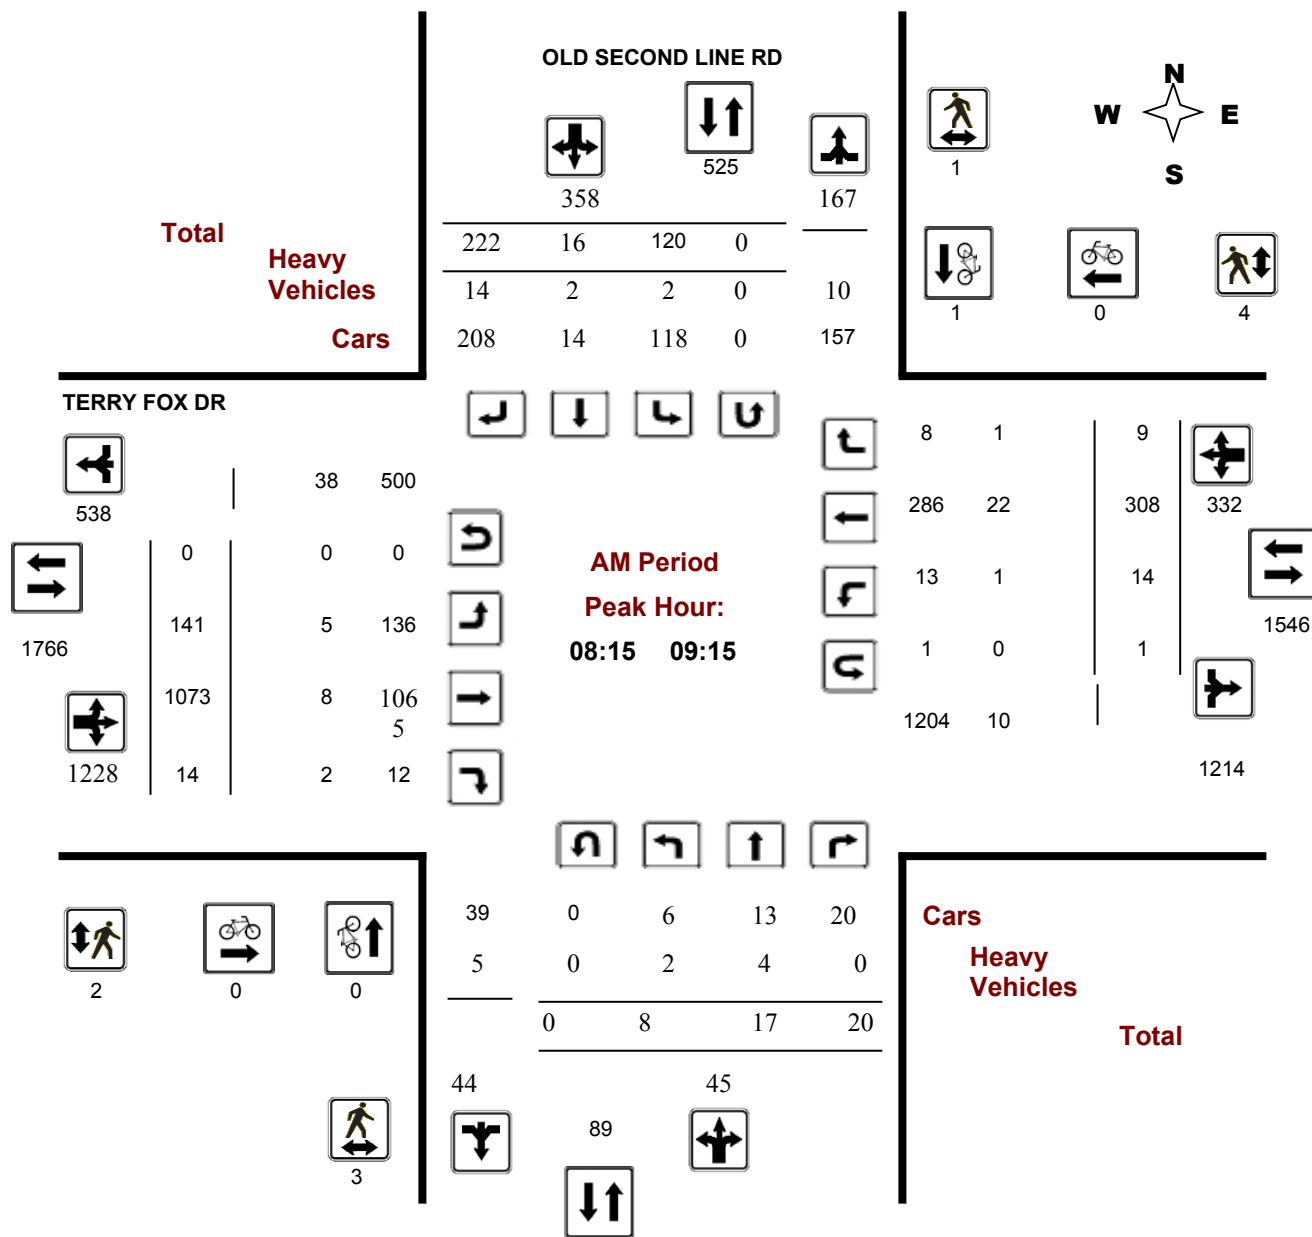 OLD SECOND LINE RD
N
W E
S
525
1
358 167
Total 222 16 120 0
Heavy
Vehicles 14 2 2 0 10
1 0 4
Cars 208 14 118 0 157
TERRY FOX DR
8 1 9
38 500
538
286 22 308 332
0 0 0
AM Period
13 1 14
Peak Hour:
141 5 136
1766
08:15 09:15
1 0 1
1546
1073 8 106
5
1204 10
1228 14 2 12
1214
39 0 6 13 20 Cars
5 0 2 4 0 Heavy
Vehicles
2 0 0
0 8 17 20 Total
44 45
89
3